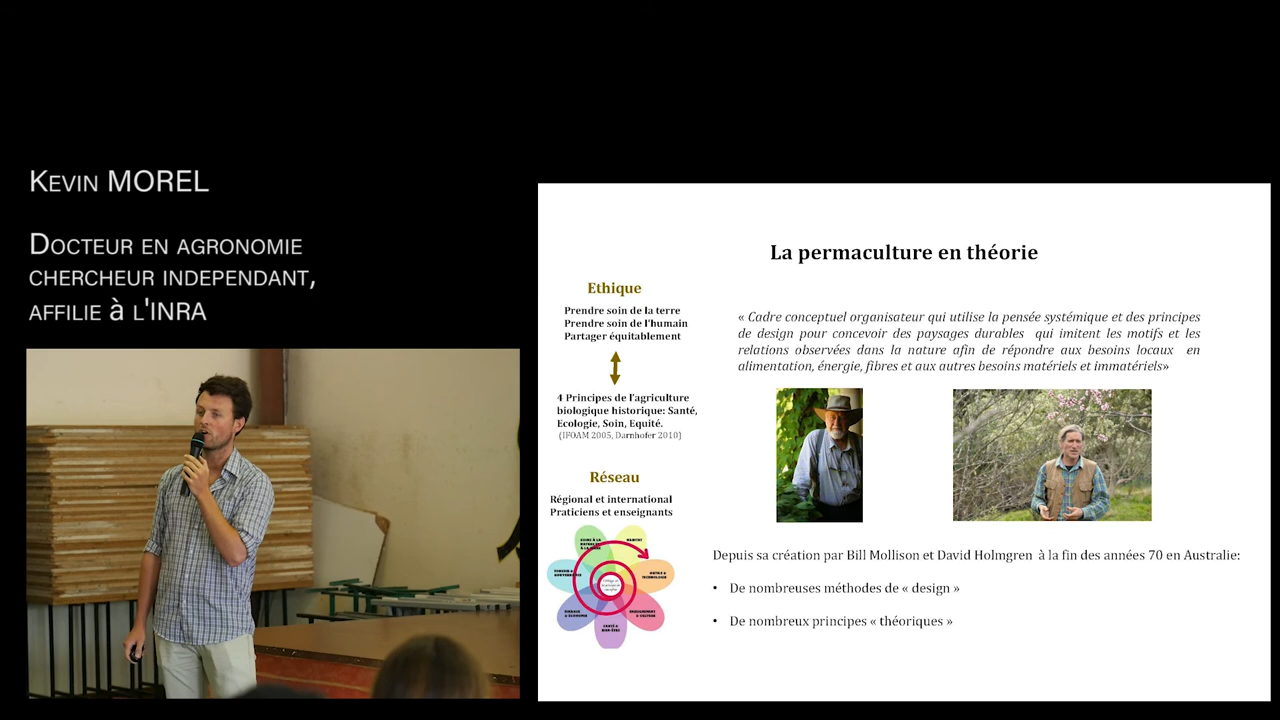 Kevin MOREL
Docteur en agronomie
chercheur independant,
affilie à l'INRA
La permaculture en théorie
Ethique
Prendre soin de la terre
Prendre soin de l'humain
Partager équitablement
4 Principes de l'agriculture
biologique historique: Santé,
Ecologie, Soin, Equité.
(IFOAM 2005, Darnhofer 2010)
Réseau
Régional et international
Praticiens et enseignants
« Cadre conceptuel organisateur qui utilise la pensée systémique et des principes
de design pour concevoir des paysages durables qui imitent les motifs et les
relations observées dans la nature afin de répondre aux besoins locaux en
alimentation, énergie, fibres et aux autres besoins matériels et immatériels»
Depuis sa création par Bill Mollison et David Holmgren à la fin des années 70 en Australie:
• De nombreuses méthodes de « design »
• De nombreux principes « théoriques »
HABITAT
OUTILS &
TECHNOLOGIE
SANTÉ &
BIEN-ÊTRE